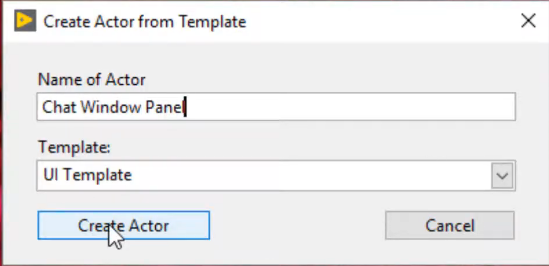 Create Actor from Template
Name of Actor
Chat Window Panel
Template:
UI Template
Create Actor Cancel